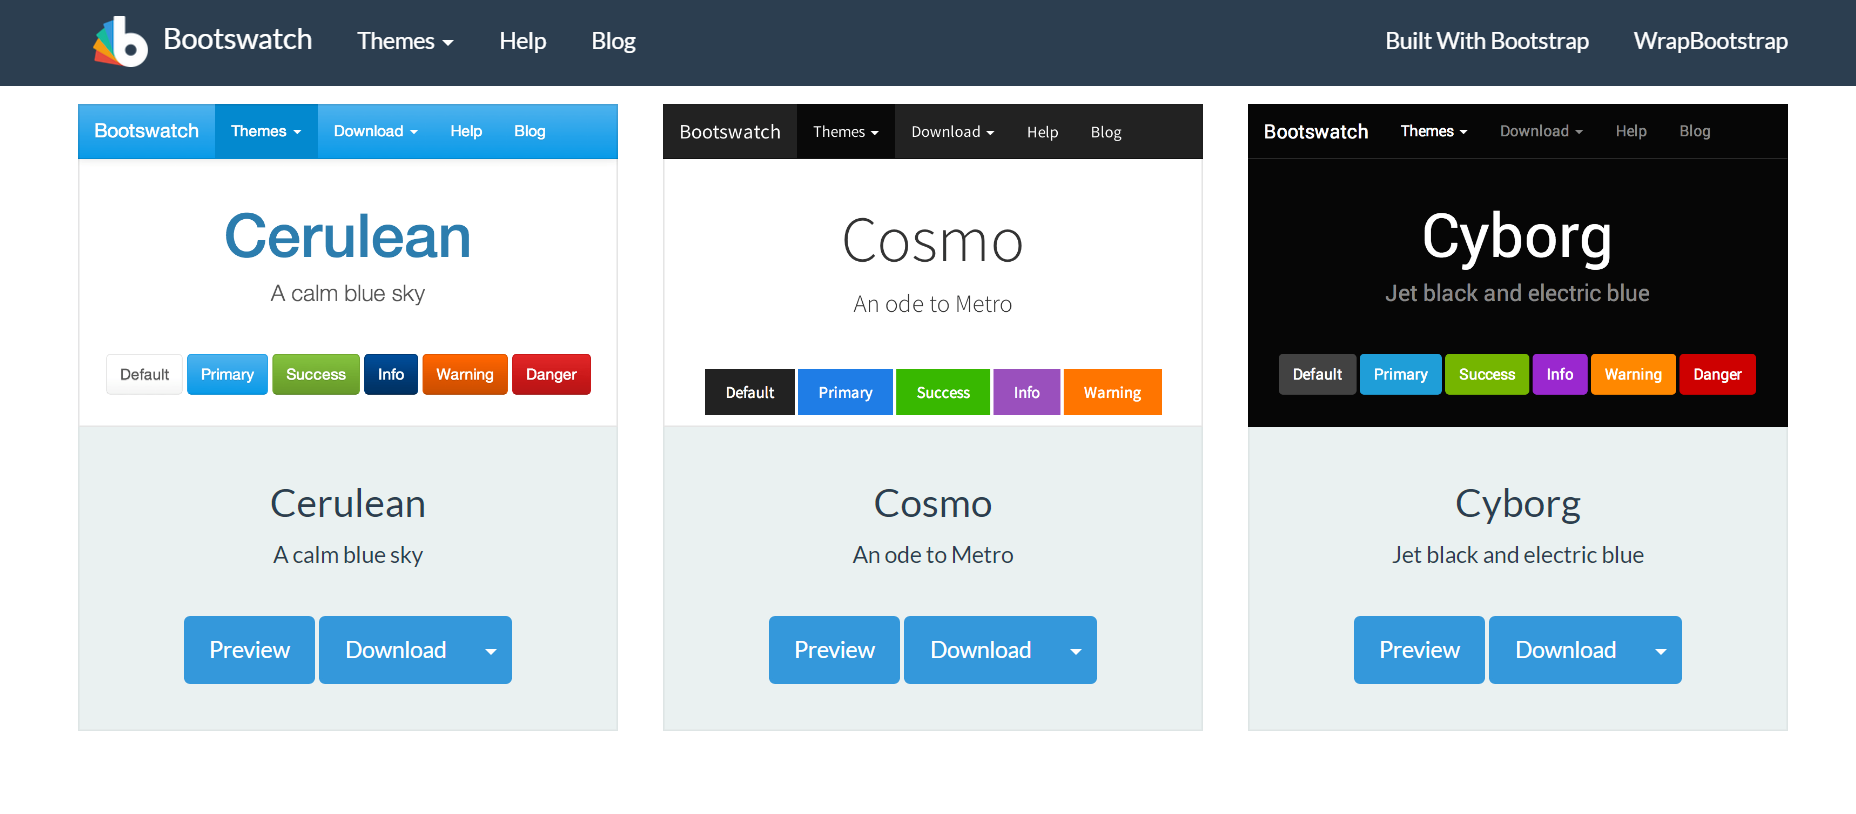 Bootswatch Themes Help Blog Built With Bootstrap WrapBootstrap
Bootswatch Themes Download Help Blog
Cerulean
A calm blue sky
Default Primary Success Info Warning Danger
Cerulean
A calm blue sky
Preview Download
Bootswatch Themes Download Help Blog
Cosmo
An ode to Metro
Default Primary Success Info Warning
Cosmo
An ode to Metro
Preview Download
Bootswatch Themes Download Help Blog
Cyborg
Jet black and electric blue
Default Primary Success Info Warning Danger
Cyborg
Jet black and electric blue
Preview Download